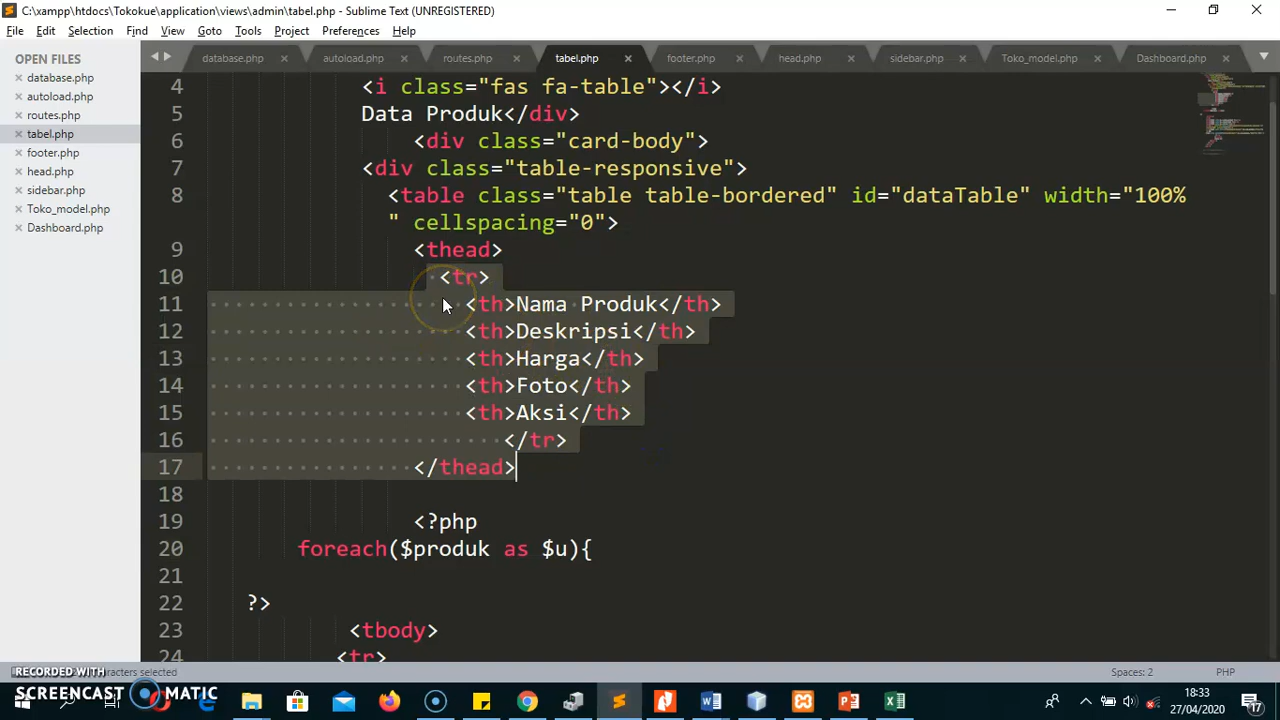 C:\xampp\htdocs\Tokokue\application\views\admin\tabel.php - Sublime Text (UNREGISTERED)
File Edit Selection Find View Goto Tools Project Preferences Help
OPEN FILES
database.php
autoload.php
routes.php
tabel.php
footer.php
head.php
sidebar.php
Toko_model.php
Dashboard.php
database.php autoload.php routes.php tabel.php footer.php head.php sidebar.php Toko_model.php Dashboard.php
4 <i class="fas fa-table"></i>
5 Data Produk</div>
6 <div class="card-body">
7 <div class="table-responsive">
8 <table class="table table-bordered" id="dataTable" width="100%
" cellspacing="0">
9 <thead>
10 <tr>
11 <th>Nama Produk</th>
12 <th>Deskripsi</th>
13 <th>Harga</th>
14 <th>Foto</th>
15 <th>Aksi</th>
16 </tr>
17 </thead>
18
19 <?php
20 foreach($produk as $u){
21
22 ?>
23 <tbody>
24 <tr>
characters selected
Spaces: 2 PHP
RECORDED WITH
SCREENCAST MATIC
18:33
27/04/2020
17